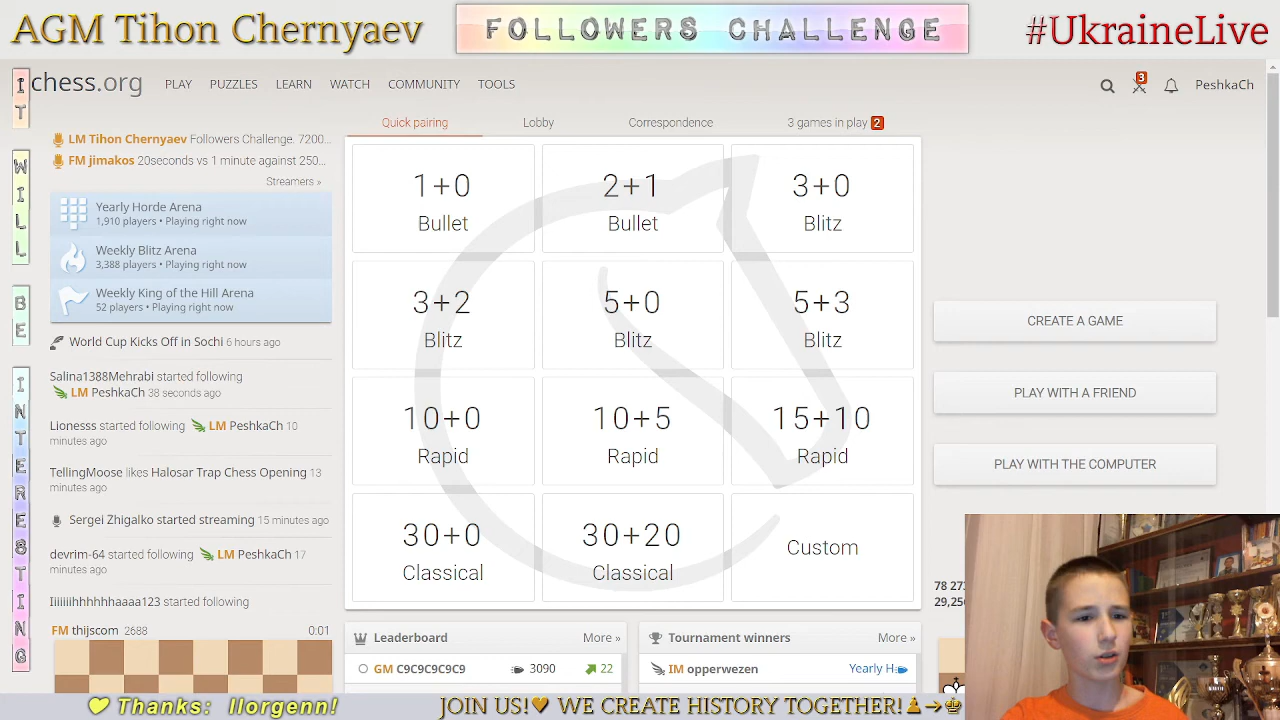 AGM Tihon Chernyaev
FOLLOWERS CHALLENGE
#UkraineLive
IT
WILL
BE
INTERESTING
chess.org
PLAY PUZZLES LEARN WATCH COMMUNITY TOOLS
3
PeshkaCh
LM Tihon Chernyaev Followers Challenge. 7200...
FM jimakos 20seconds vs 1 minute against 250...
Streamers »
Yearly Horde Arena
1,910 players • Playing right now
Weekly Blitz Arena
3,388 players • Playing right now
Weekly King of the Hill Arena
52 players • Playing right now
World Cup Kicks Off in Sochi 6 hours ago
Salina1388Mehrabi started following
LM PeshkaCh 38 seconds ago
Lionesss started following LM PeshkaCh 10
minutes ago
TellingMoose likes Halosar Trap Chess Opening 13
minutes ago
Sergei Zhigalko started streaming 15 minutes ago
devrim-64 started following LM PeshkaCh 17
minutes ago
started following
FM thijscom 2688 0:01
Quick pairing Lobby Correspondence 3 games in play 2
1+0 2+1 3+0
Bullet Bullet Blitz
3+2 5+0 5+3
Blitz Blitz Blitz
10+0 10+5 15+10
Rapid Rapid Rapid
30+0 30+20 Custom
Classical Classical
CREATE A GAME
PLAY WITH A FRIEND
PLAY WITH THE COMPUTER
78 273
Leaderboard More »
GM C9C9C9C9C9 3090 22
Tournament winners More »
IM opperwezen Yearly H
Thanks: llorgenn!
JOIN US! WE CREATE HISTORY TOGETHER!